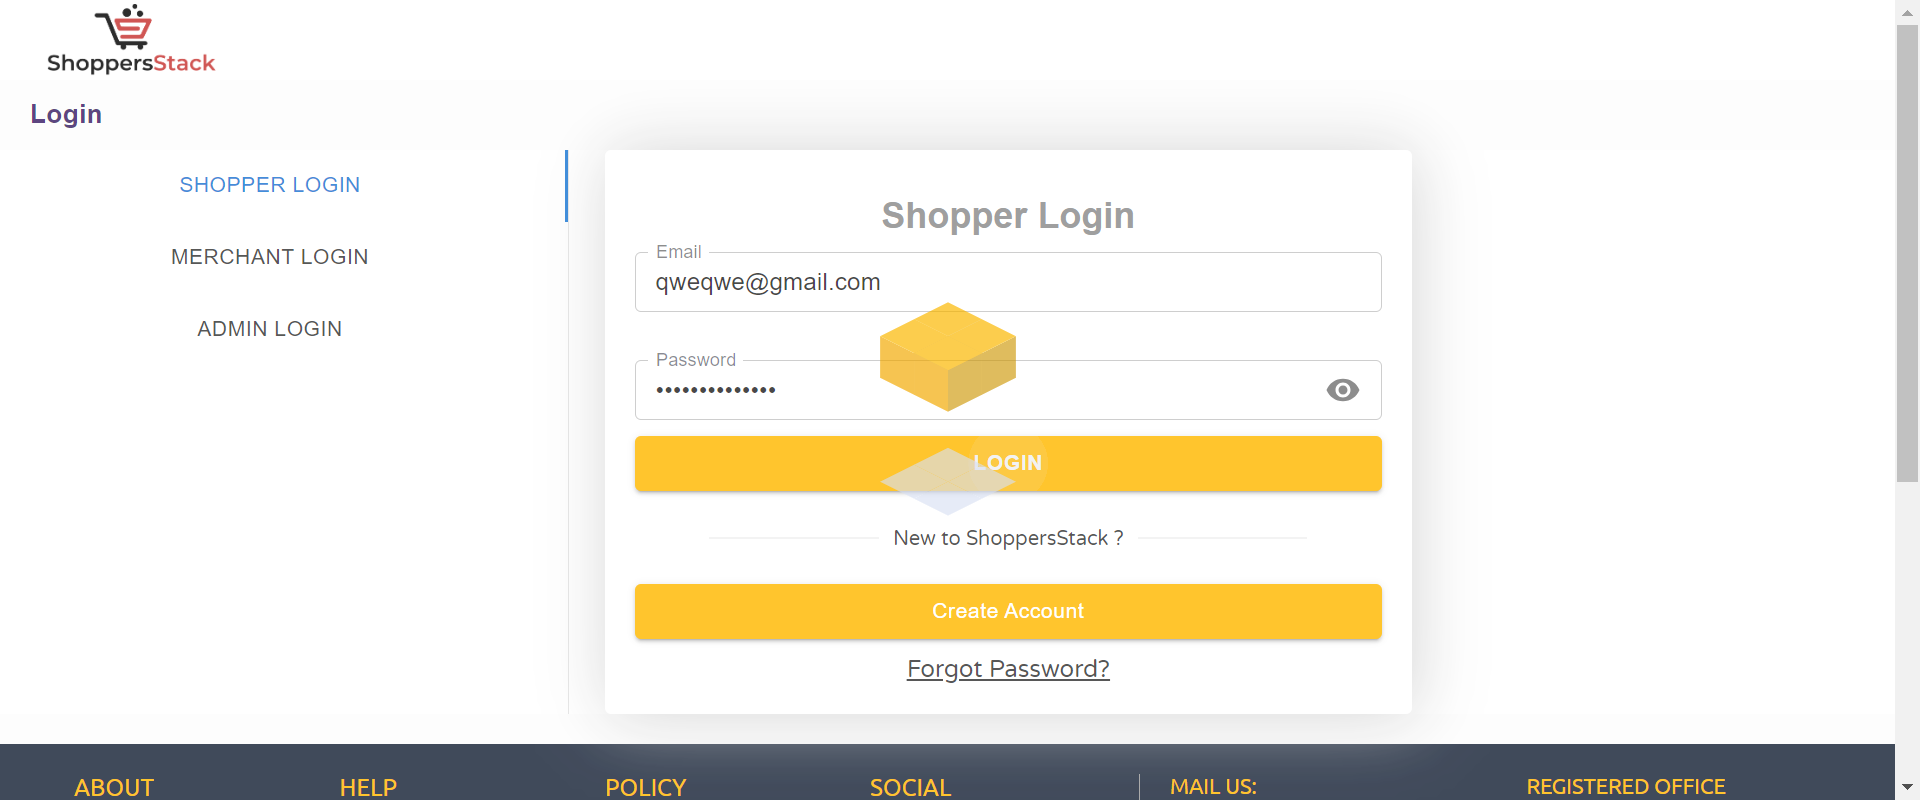 ShoppersStack
Login
SHOPPER LOGIN
MERCHANT LOGIN
ADMIN LOGIN
Shopper Login
Email
qweqwe@gmail.com
Password
••••••••••••••
LOGIN
New to ShoppersStack ?
Create Account
Forgot Password?
ABOUT
HELP
POLICY
SOCIAL
MAIL US:
REGISTERED OFFICE